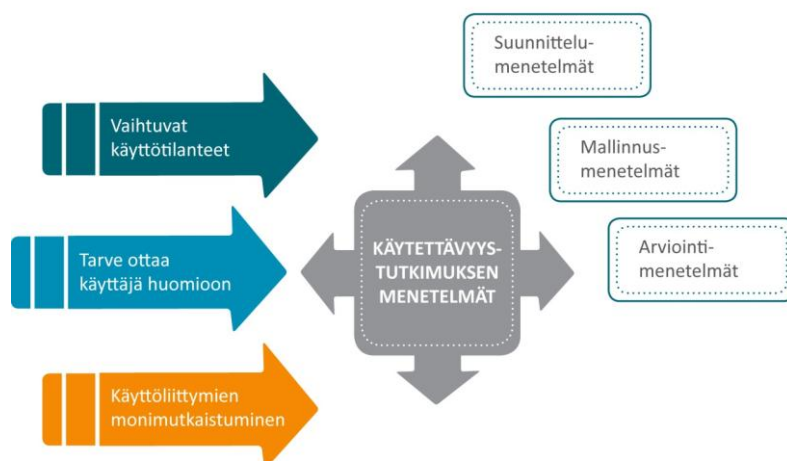 Vaihtuvat
käyttötilanteet
Tarve ottaa
käyttäjä huomioon
Käyttöliittymien
monimutkaistuminen
KÄYTETTÄVYYS-
TUTKIMUKSEN
MENETELMÄT
Suunnittelu-
menetelmät
Mallinnus-
menetelmät
Arviointi-
menetelmät